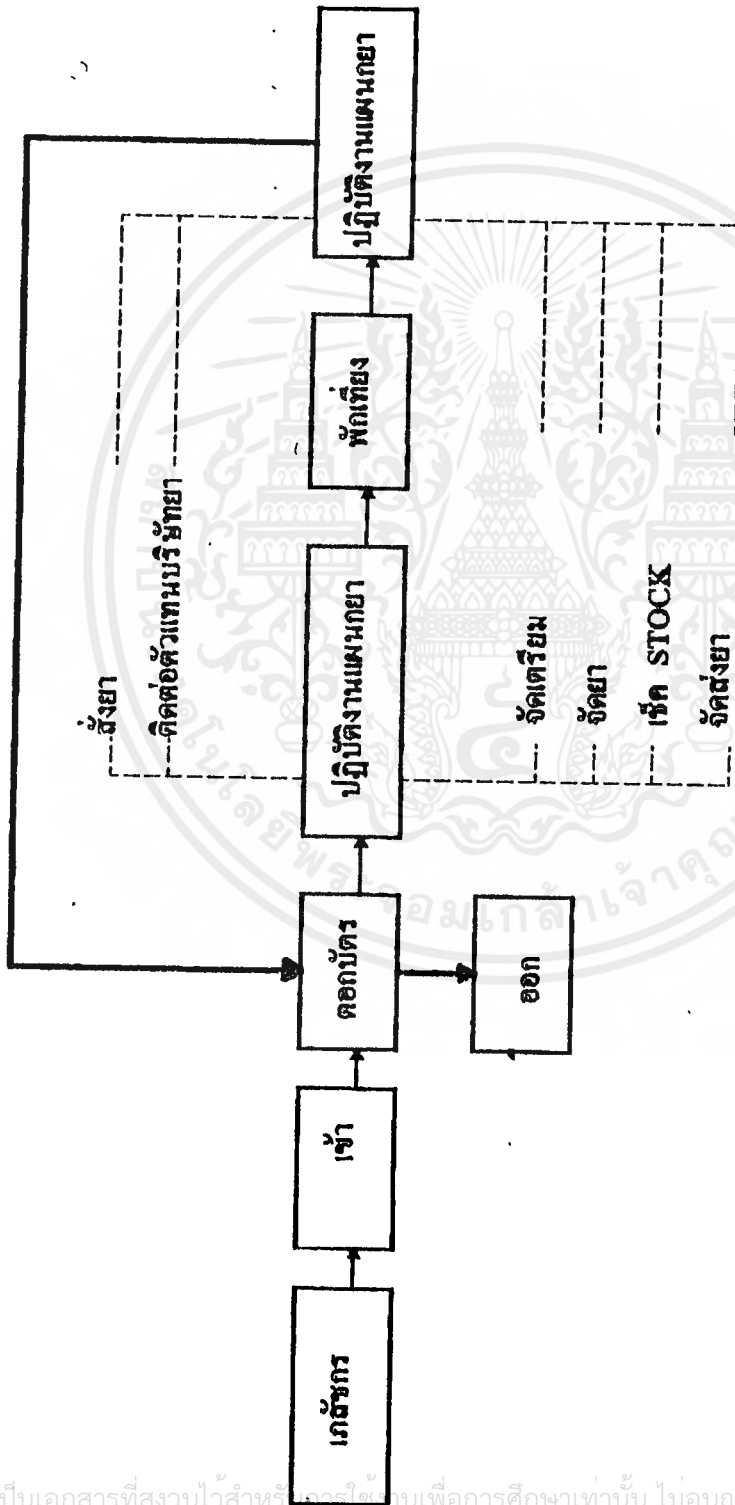 เภสัชกร
เข้า
ตอกบัตร
ออก
ปฏิบัติงานแผนกยา
พักเที่ยง
ปฏิบัติงานแผนกยา
สั่งยา
ติดต่อตัวแทนบริษัทยา
จัดเตรียม
จัดยา
เช็ค STOCK
จัดส่งยา